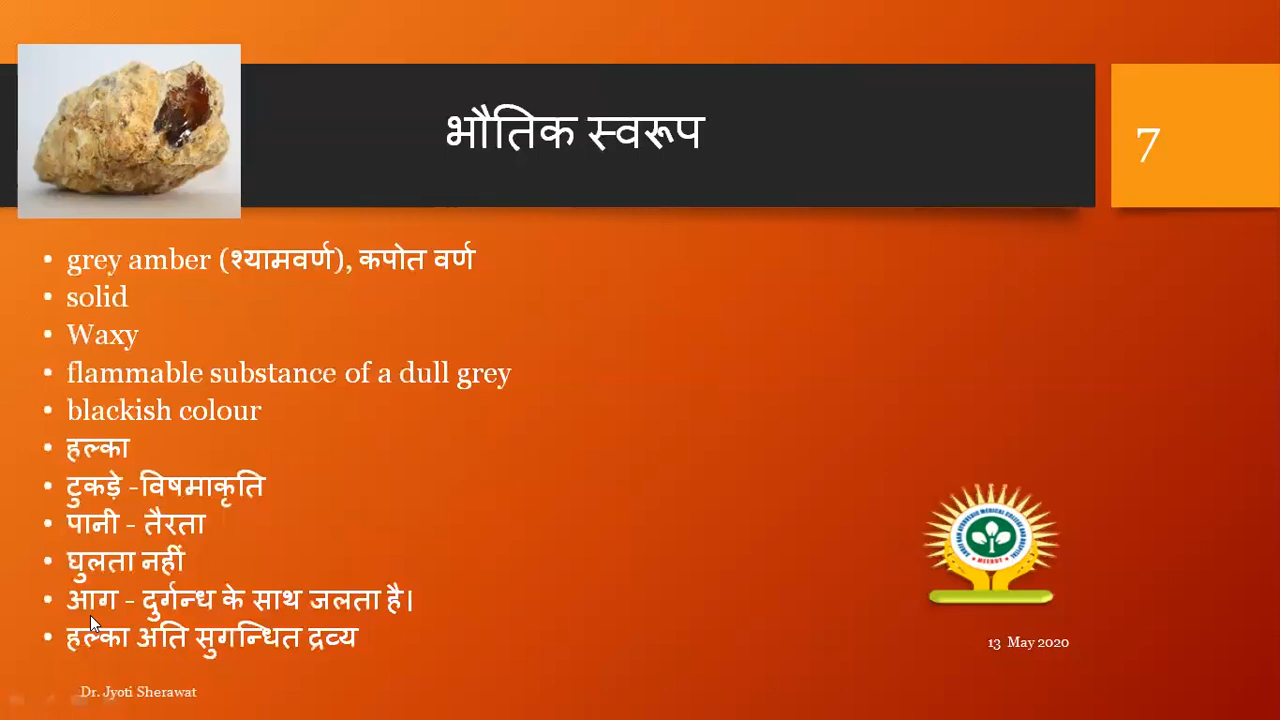 भौतिक स्वरूप
7
• grey amber (श्यामवर्ण), कपोत वर्ण
• solid
• Waxy
• flammable substance of a dull grey
• blackish colour
• हल्का
• टुकड़े -विषमाकृति
• पानी - तैरता
• घुलता नहीं
• आग - दुर्गन्ध के साथ जलता है।
• हल्का अति सुगन्धित द्रव्य
MEERUT
13 May 2020
Dr. Jyoti Sherawat